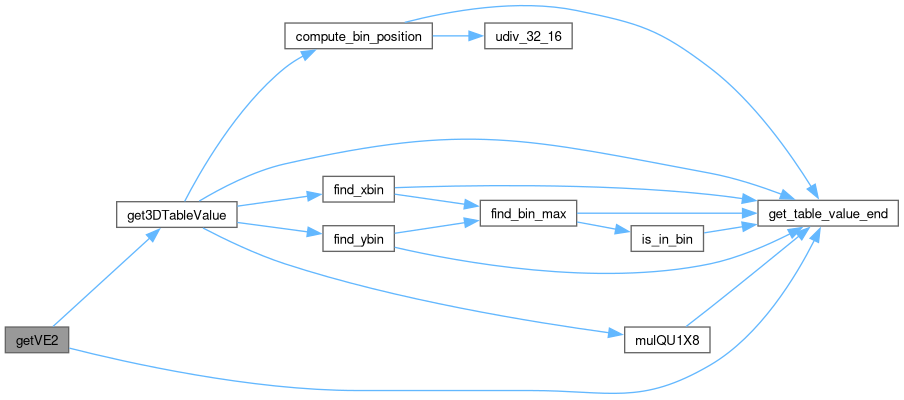 compute_bin_position
udiv_32_16
find_xbin
get3DTableValue
find_bin_max
get_table_value_end
find_ybin
is_in_bin
getVE2
mulQU1X8